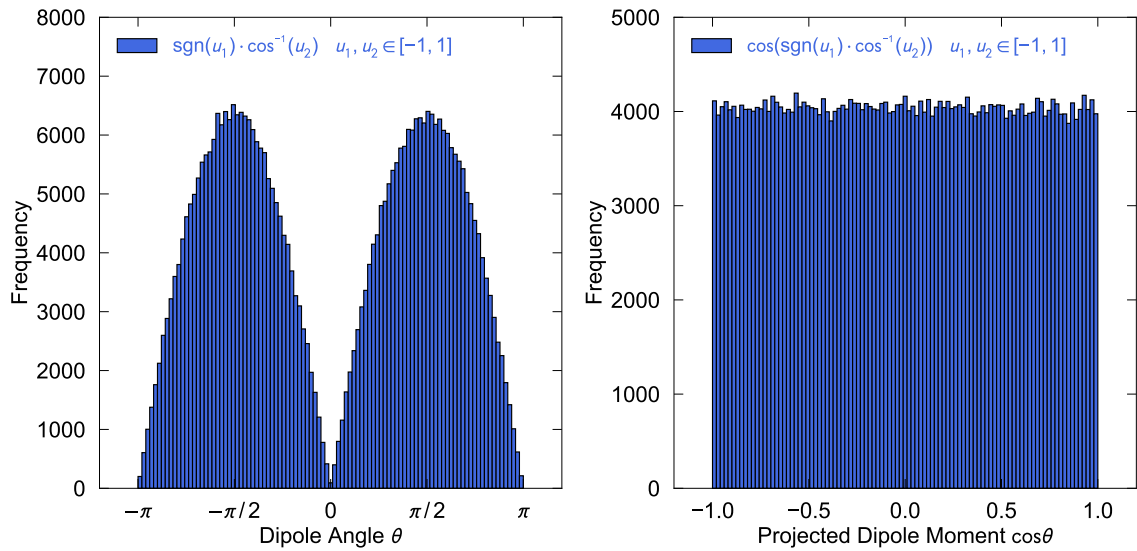 8000
7000
6000
5000
4000
3000
2000
1000
0
Frequency
sgn(u₁)·cos⁻¹(u₂) u₁, u₂∈[−1, 1]
−π
−π/2
0
π/2
π
Dipole Angle θ
5000
4000
3000
2000
1000
0
Frequency
cos(sgn(u₁)·cos⁻¹(u₂)) u₁, u₂∈[−1, 1]
−1.0
−0.5
0.0
0.5
1.0
Projected Dipole Moment cosθ